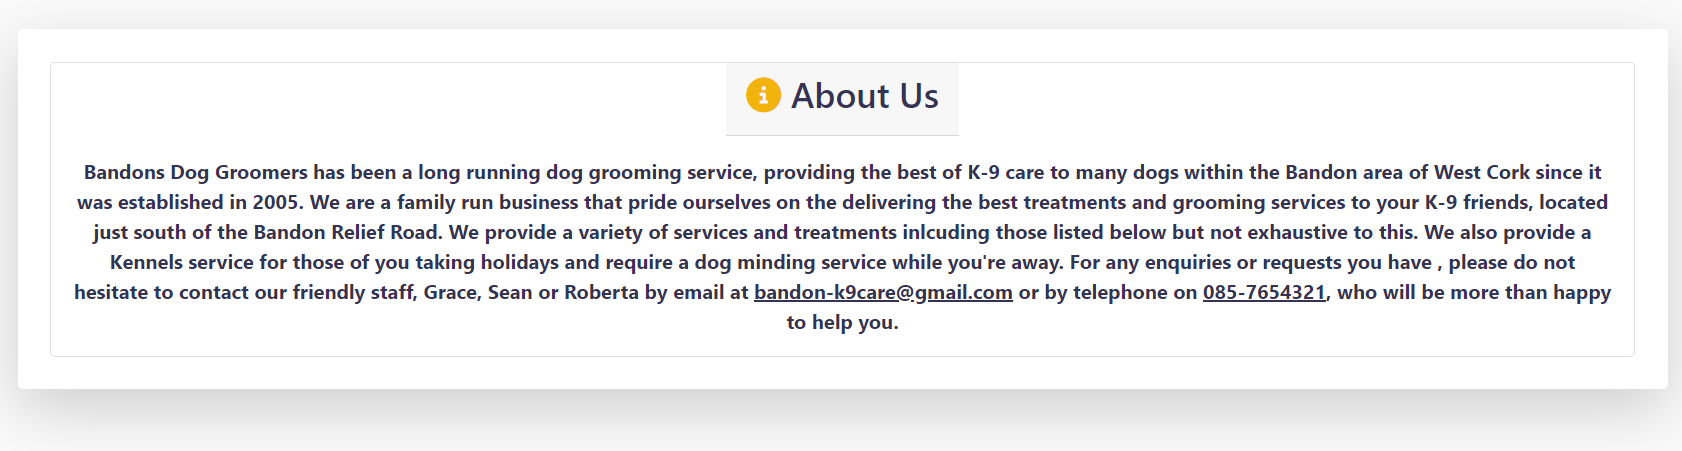 About Us
Bandons Dog Groomers has been a long running dog grooming service, providing the best of K-9 care to many dogs within the Bandon area of West Cork since it
was established in 2005. We are a family run business that pride ourselves on the delivering the best treatments and grooming services to your K-9 friends, located
just south of the Bandon Relief Road. We provide a variety of services and treatments inlcuding those listed below but not exhaustive to this. We also provide a
Kennels service for those of you taking holidays and require a dog minding service while you're away. For any enquiries or requests you have , please do not
hesitate to contact our friendly staff, Grace, Sean or Roberta by email at bandon-k9care@gmail.com or by telephone on 085-7654321, who will be more than happy
to help you.